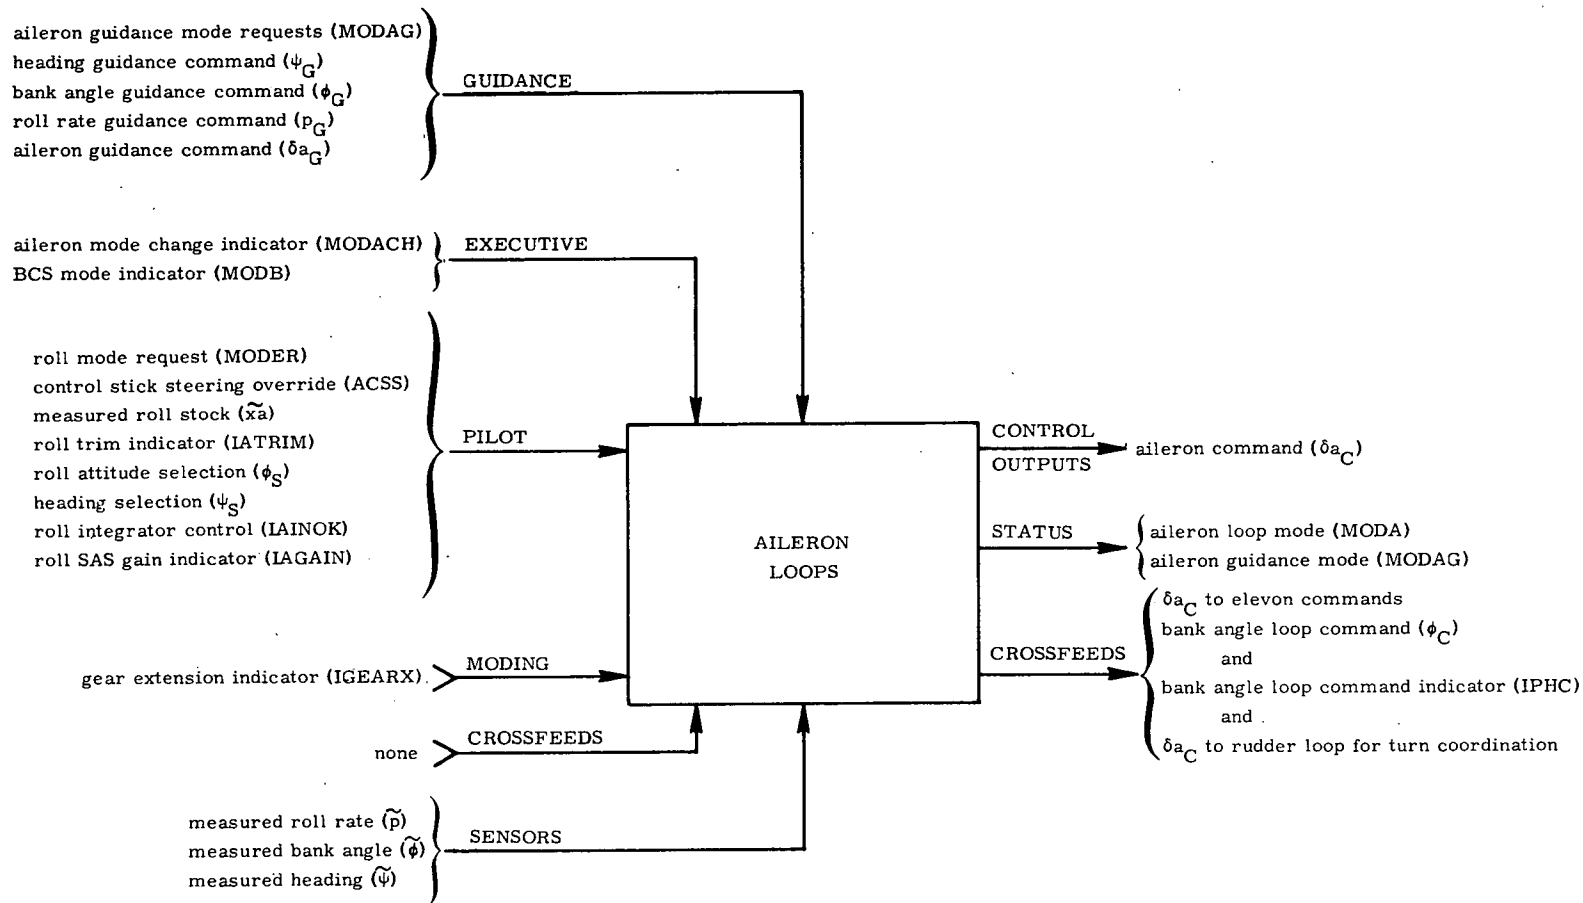 aileron guidance mode requests (MODAG)
heading guidance command (ψG)
bank angle guidance command (ϕG)
roll rate guidance command (pG)
aileron guidance command (δaG)
GUIDANCE
aileron mode change indicator (MODACH)
BCS mode indicator (MODB)
EXECUTIVE
roll mode request (MODER)
control stick steering override (ACSS)
measured roll stock (x̃a)
roll trim indicator (IATRIM)
roll attitude selection (ϕS)
heading selection (ψS)
roll integrator control (IAINOK)
roll SAS gain indicator (IAGAIN)
PILOT
gear extension indicator (IGEARX)
MODING
none
CROSSFEEDS
measured roll rate (p̃)
measured bank angle (ϕ̃)
measured heading (ψ̃)
SENSORS
AILERON
LOOPS
CONTROL
OUTPUTS
aileron command (δaC)
STATUS
aileron loop mode (MODA)
aileron guidance mode (MODAG)
CROSSFEEDS
δaC to elevon commands
bank angle loop command (ϕC)
and
bank angle loop command indicator (IPHC)
and
δaC to rudder loop for turn coordination